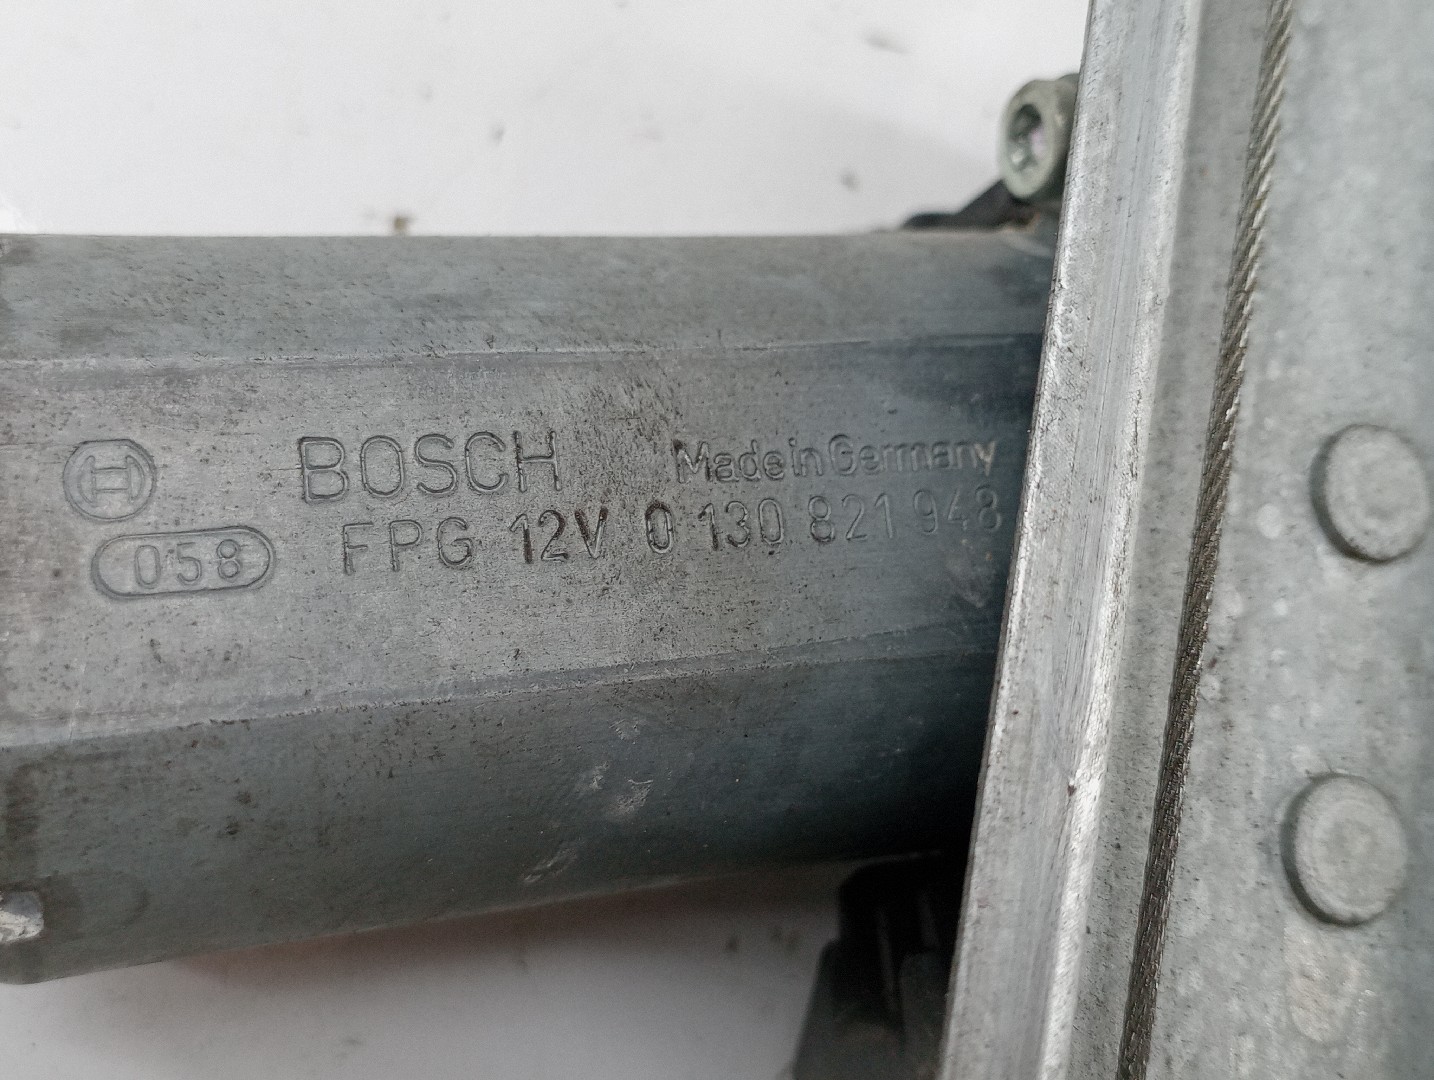 BOSCH Made in Germany
058 FPG 12V 0 130 821 948